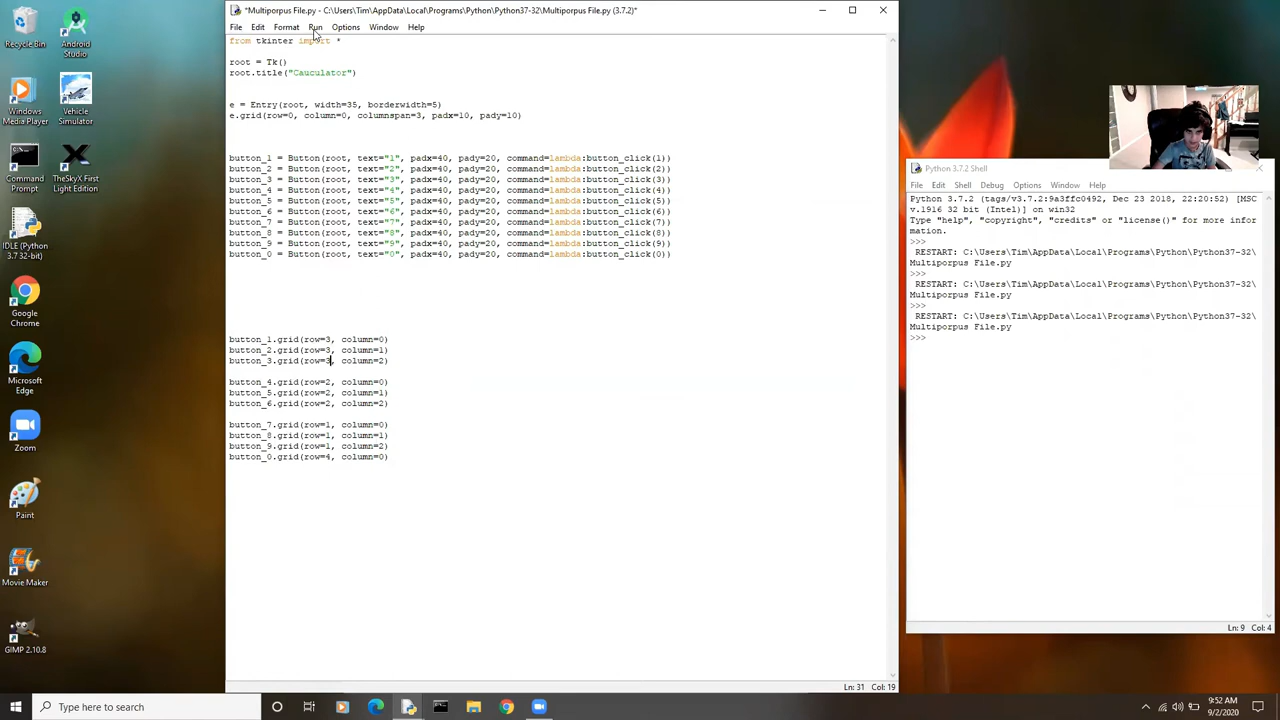 *Multiporpus File.py - C:\Users\Tim\AppData\Local\Programs\Python\Python37-32\Multiporpus File.py (3.7.2)*
File Edit Format Run Options Window Help
from tkinter import *
root = Tk()
root.title("Cauculator")
e = Entry(root, width=35, borderwidth=5)
e.grid(row=0, column=0, columnspan=3, padx=10, pady=10)
button_1 = Button(root, text="1", padx=40, pady=20, command=lambda:button_click(1))
button_2 = Button(root, text="2", padx=40, pady=20, command=lambda:button_click(2))
button_3 = Button(root, text="3", padx=40, pady=20, command=lambda:button_click(3))
button_4 = Button(root, text="4", padx=40, pady=20, command=lambda:button_click(4))
button_5 = Button(root, text="5", padx=40, pady=20, command=lambda:button_click(5))
button_6 = Button(root, text="6", padx=40, pady=20, command=lambda:button_click(6))
button_7 = Button(root, text="7", padx=40, pady=20, command=lambda:button_click(7))
button_8 = Button(root, text="8", padx=40, pady=20, command=lambda:button_click(8))
button_9 = Button(root, text="9", padx=40, pady=20, command=lambda:button_click(9))
button_0 = Button(root, text="0", padx=40, pady=20, command=lambda:button_click(0))
button_1.grid(row=3, column=0)
button_2.grid(row=3, column=1)
button_3.grid(row=3, column=2)
button_4.grid(row=2, column=0)
button_5.grid(row=2, column=1)
button_6.grid(row=2, column=2)
button_7.grid(row=1, column=0)
button_8.grid(row=1, column=1)
button_9.grid(row=1, column=2)
button_0.grid(row=4, column=0)
Ln: 31 Col: 19
Python 3.7.2 Shell
File Edit Shell Debug Options Window Help
Python 3.7.2 (tags/v3.7.2:9a3ffc0492, Dec 23 2018, 22:20:52) [MSC
v.1916 32 bit (Intel)] on win32
Type "help", "copyright", "credits" or "license()" for more infor
mation.
>>>
RESTART: C:\Users\Tim\AppData\Local\Programs\Python\Python37-32\
Multiporpus File.py
>>>
RESTART: C:\Users\Tim\AppData\Local\Programs\Python\Python37-32\
Multiporpus File.py
>>>
RESTART: C:\Users\Tim\AppData\Local\Programs\Python\Python37-32\
Multiporpus File.py
>>>
Ln: 9 Col: 4
Recycle Bin
Android
Studio
Windows
Media Player
Vehicle
Simulator
Command
Prompt
TheSkyX First
Light Edition
IDLE (Python
3.7 32-bit)
Google
Chrome
Microsoft
Edge
Zoom
Paint
Movie Maker
GIMP 2.10.8
Type here to search
9:52 AM
9/2/2020